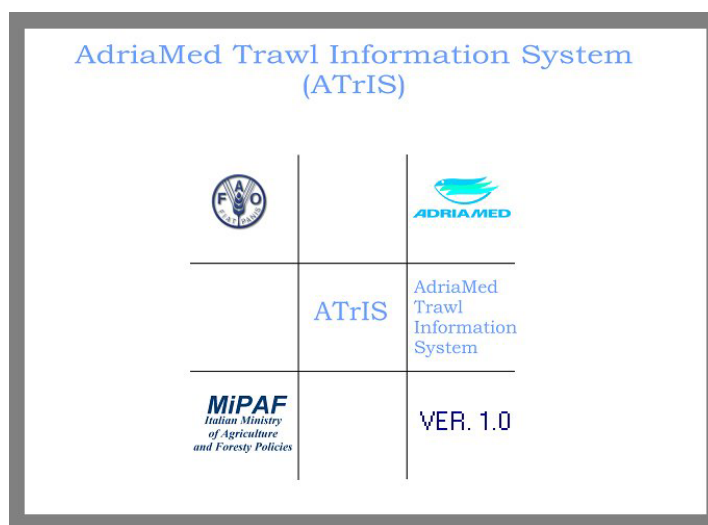 AdriaMed Trawl Information System
(ATrIS)
FAO
FIAT PANIS
ADRIAMED
ATrIS
AdriaMed
Trawl
Information
System
MiPAF
Italian Ministry
of Agriculture
and Foresty Policies
VER. 1.0